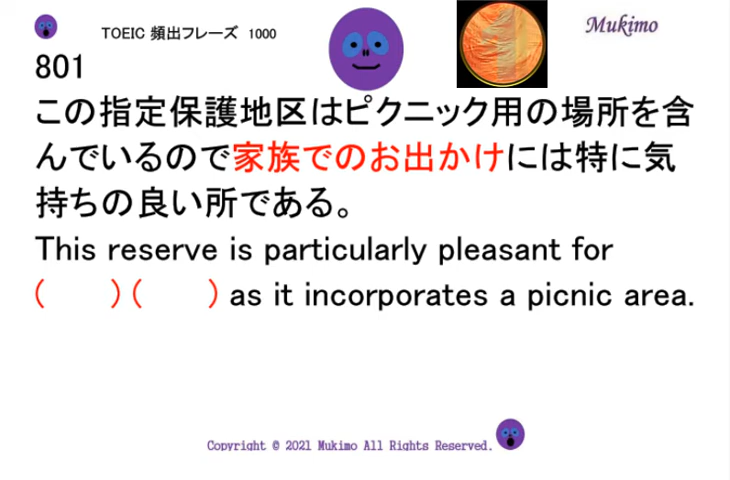 TOEIC 頻出フレーズ 1000
Mukimo
801
この指定保護地区はピクニック用の場所を含
んでいるので家族でのお出かけには特に気
持ちの良い所である。
This reserve is particularly pleasant for
(　　)(　　) as it incorporates a picnic area.
Copyright © 2021 Mukimo All Rights Reserved.